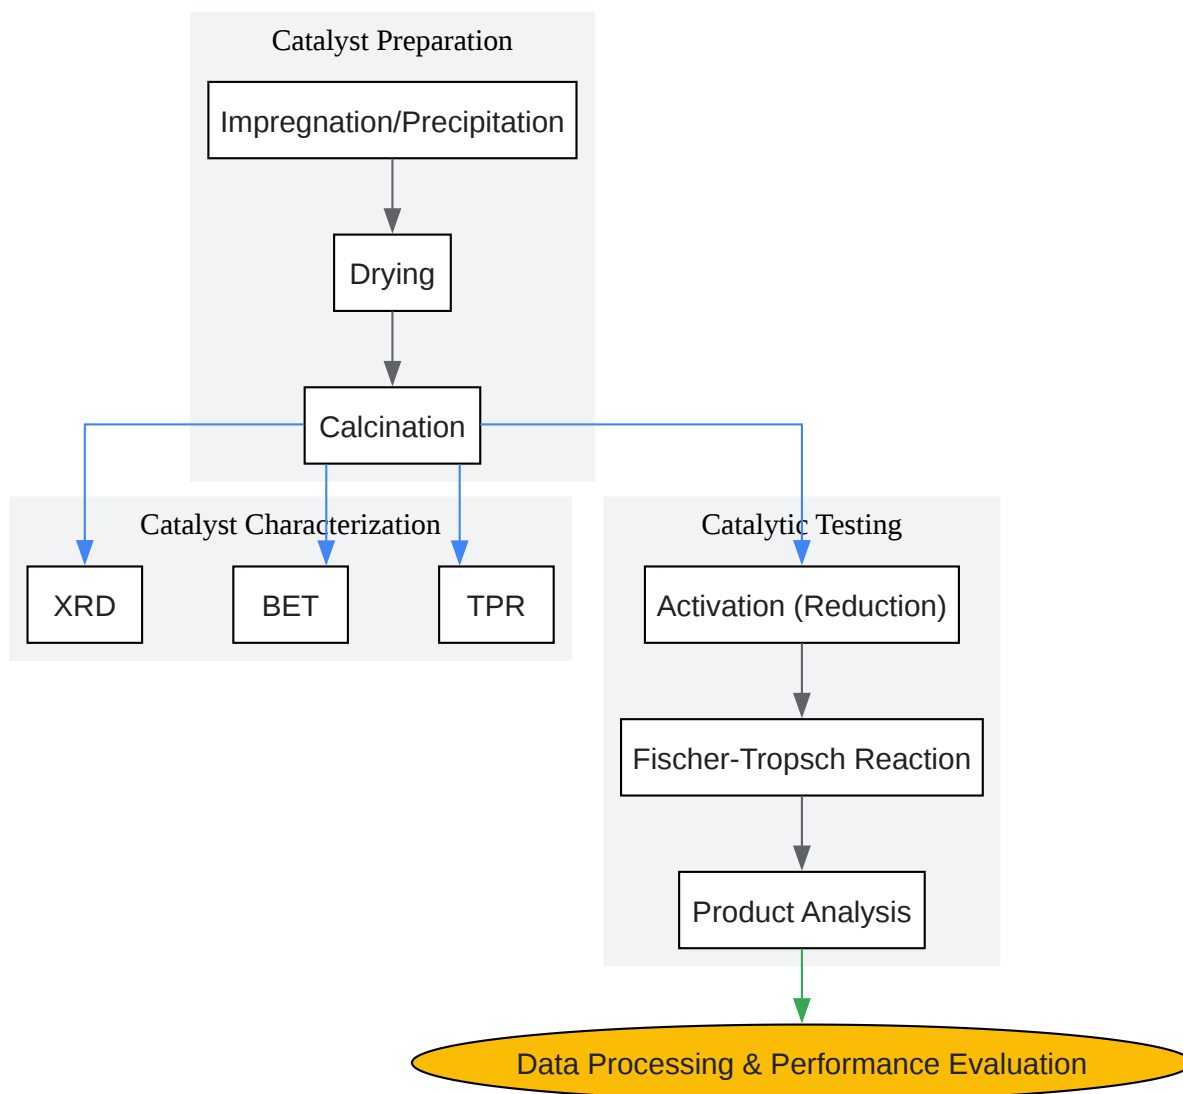 Catalyst Preparation
Impregnation/Precipitation
Drying
Calcination
Catalyst Characterization
XRD
BET
TPR
Catalytic Testing
Activation (Reduction)
Fischer-Tropsch Reaction
Product Analysis
Data Processing & Performance Evaluation